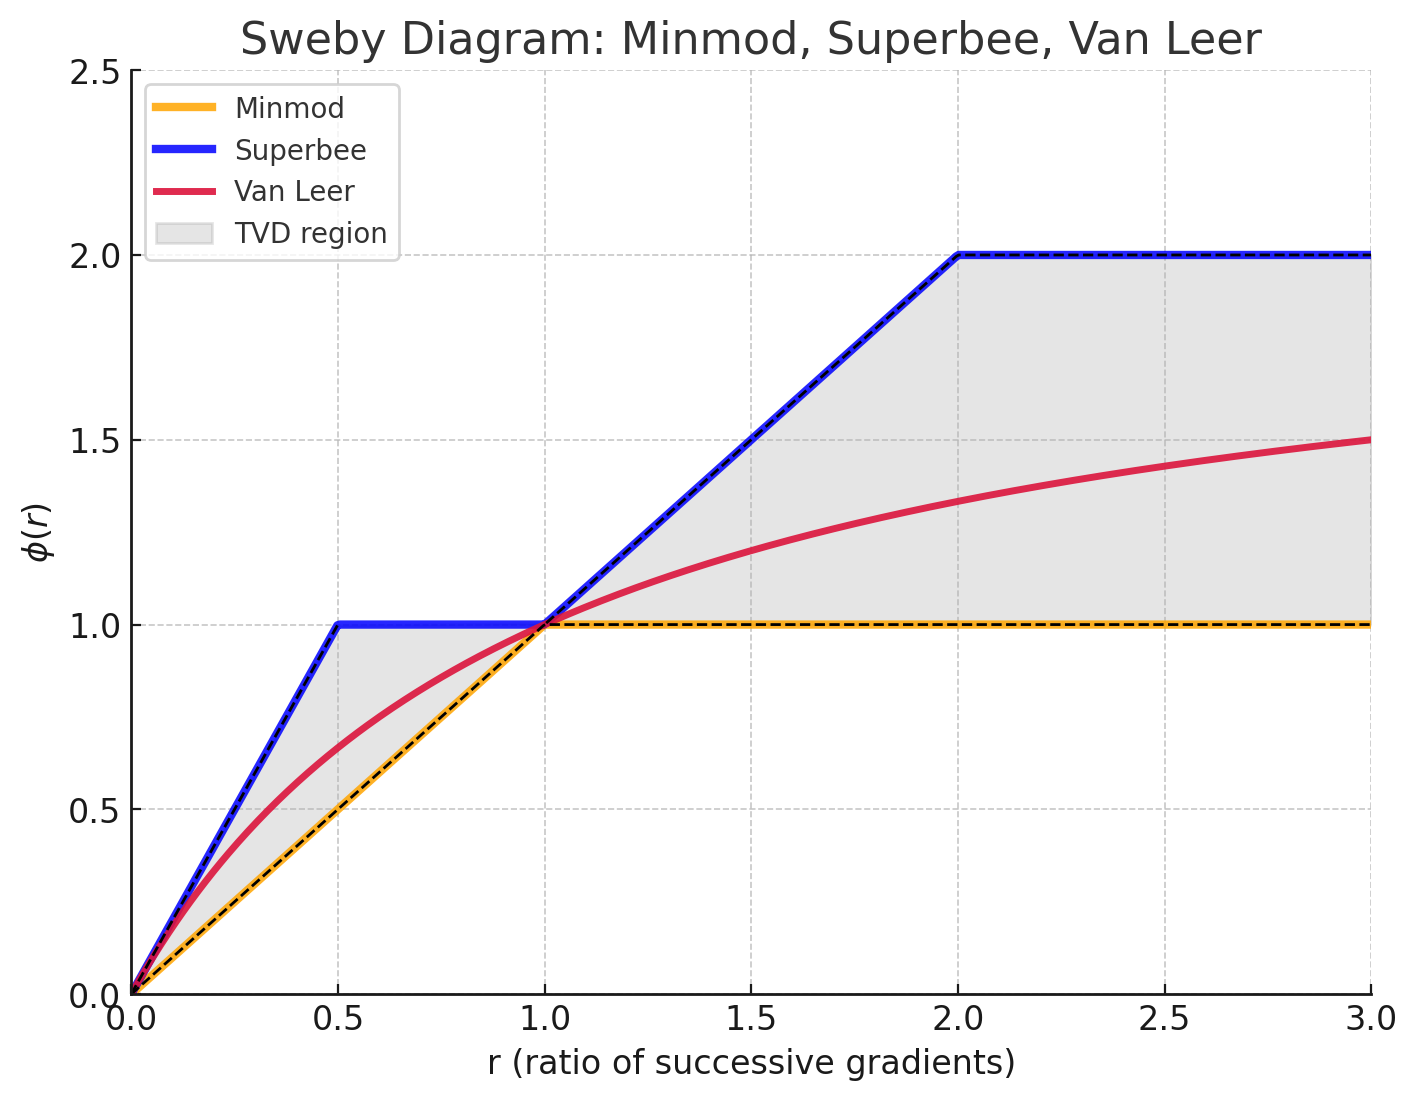 Sweby Diagram: Minmod, Superbee, Van Leer
2.5
2.0
1.5
1.0
0.5
0.0
ϕ(r)
Minmod
Superbee
Van Leer
TVD region
0.0 0.5 1.0 1.5 2.0 2.5 3.0
r (ratio of successive gradients)